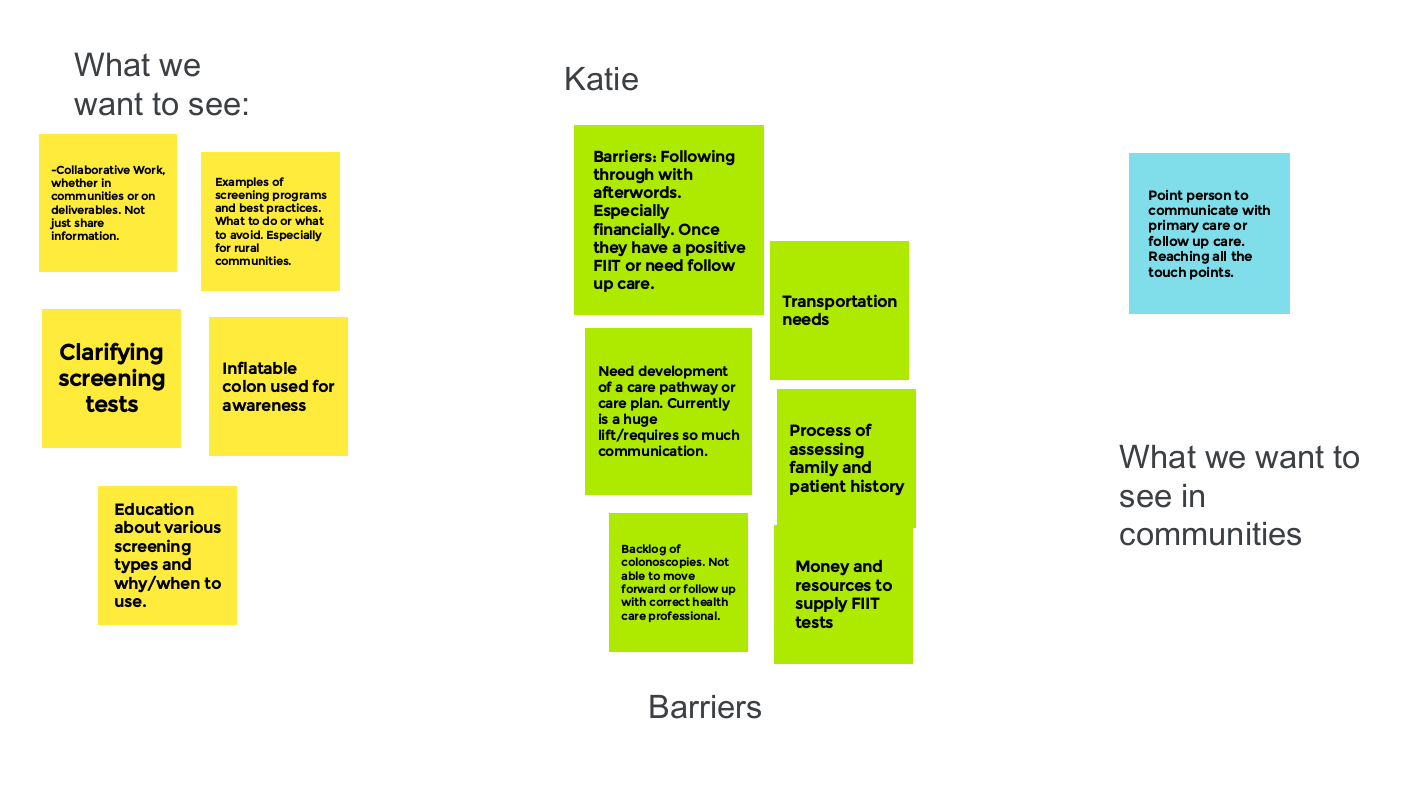 What we
want to see:
-Collaborative Work,
whether in
communities or on
deliverables. Not
just share
information.
Examples of
screening programs
and best practices.
What to do or what
to avoid. Especially
for rural
communities.
Clarifying
screening
tests
Inflatable
colon used for
awareness
Education
about various
screening
types and
why/when to
use.
Katie
Barriers: Following
through with
afterwords.
Especially
financially. Once
they have a positive
FIIT or need follow
up care.
Transportation
needs
Need development
of a care pathway or
care plan. Currently
is a huge
lift/requires so much
communication.
Process of
assessing
family and
patient history
Backlog of
colonoscopies. Not
able to move
forward or follow up
with correct health
care professional.
Money and
resources to
supply FIIT
tests
Barriers
Point person to
communicate with
primary care or
follow up care.
Reaching all the
touch points.
What we want to
see in
communities